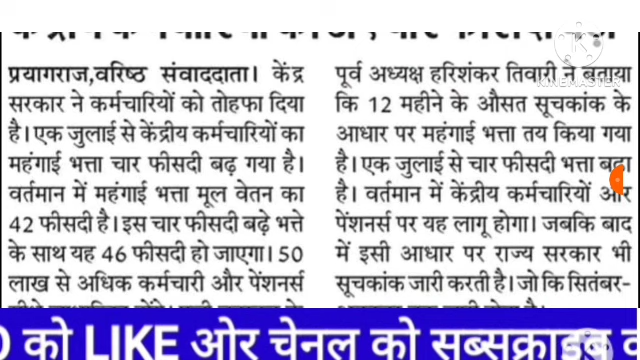 प्रयागराज,वरिष्ठ संवाददाता। केंद्र
सरकार ने कर्मचारियों को तोहफा दिया
है। एक जुलाई से केंद्रीय कर्मचारियों का
महंगाई भत्ता चार फीसदी बढ़ गया है।
वर्तमान में महंगाई भत्ता मूल वेतन का
42 फीसदी है। इस चार फीसदी बढ़े भत्ते
के साथ यह 46 फीसदी हो जाएगा। 50
लाख से अधिक कर्मचारी और पेंशनर्स
पूर्व अध्यक्ष हरिशंकर तिवारी ने बताया
कि 12 महीने के औसत सूचकांक के
आधार पर महंगाई भत्ता तय किया गया
है। एक जुलाई से चार फीसदी भत्ता बढ़ा
है। वर्तमान में केंद्रीय कर्मचारियों और
पेंशनर्स पर यह लागू होगा। जबकि बाद
में इसी आधार पर राज्य सरकार भी
सूचकांक जारी करती है। जो कि सितंबर-
KINEMASTER
को LIKE ओर चेनल को सब्सक्राइब